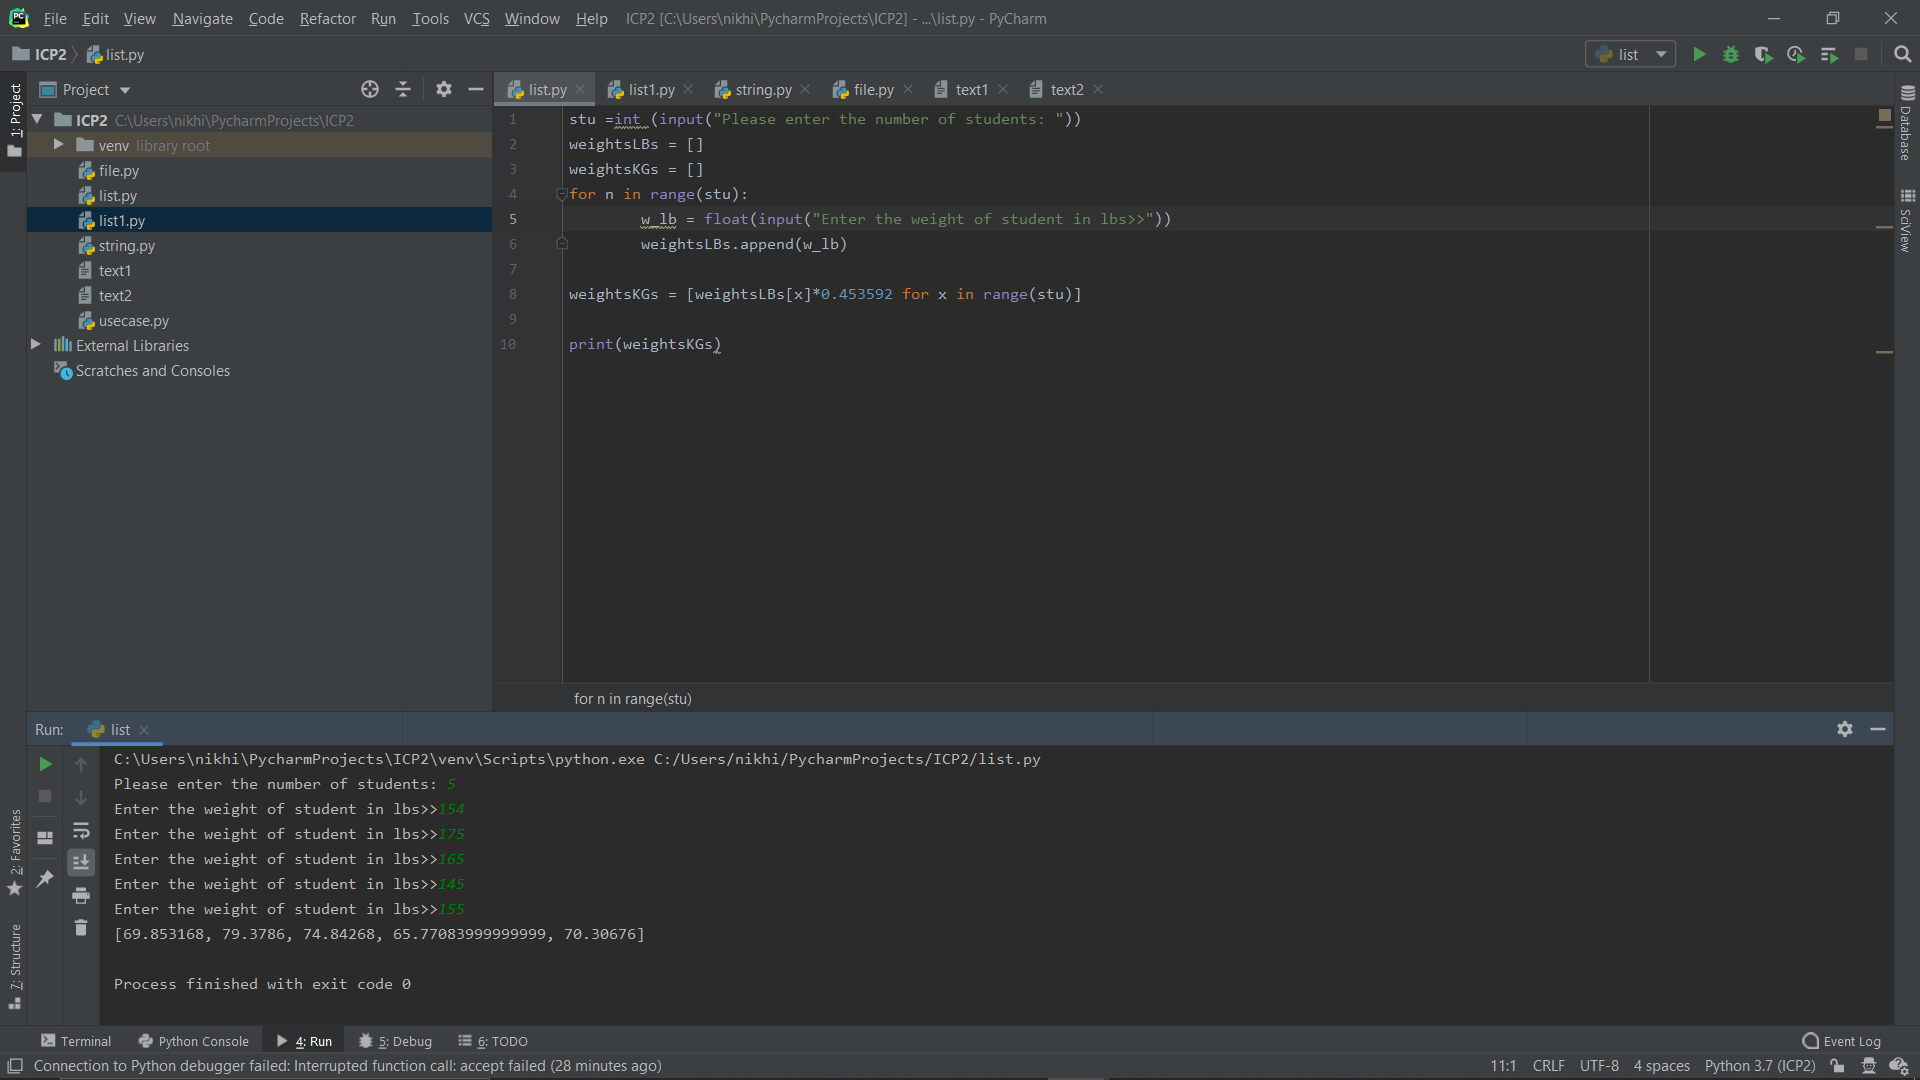 File Edit View Navigate Code Refactor Run Tools VCS Window Help ICP2 [C:\Users\nikhi\PycharmProjects\ICP2] - ...\list.py - PyCharm
ICP2 list.py
list
1: Project
Project
list.py list1.py string.py file.py text1 text2
ICP2 C:\Users\nikhi\PycharmProjects\ICP2
venv library root
file.py
list.py
list1.py
string.py
text1
text2
usecase.py
External Libraries
Scratches and Consoles
1 stu =int (input("Please enter the number of students: "))
2 weightsLBs = []
3 weightsKGs = []
4 for n in range(stu):
5 w_lb = float(input("Enter the weight of student in lbs>>"))
6 weightsLBs.append(w_lb)
7
8 weightsKGs = [weightsLBs[x]*0.453592 for x in range(stu)]
9
10 print(weightsKGs)
for n in range(stu)
Database
SciView
Run: list
C:\Users\nikhi\PycharmProjects\ICP2\venv\Scripts\python.exe C:/Users/nikhi/PycharmProjects/ICP2/list.py
Please enter the number of students: 5
Enter the weight of student in lbs>>154
Enter the weight of student in lbs>>175
Enter the weight of student in lbs>>165
Enter the weight of student in lbs>>145
Enter the weight of student in lbs>>155
[69.853168, 79.3786, 74.84268, 65.77083999999999, 70.30676]
Process finished with exit code 0
2: Favorites
7: Structure
Terminal Python Console 4: Run 5: Debug 6: TODO Event Log
Connection to Python debugger failed: Interrupted function call: accept failed (28 minutes ago) 11:1 CRLF UTF-8 4 spaces Python 3.7 (ICP2)